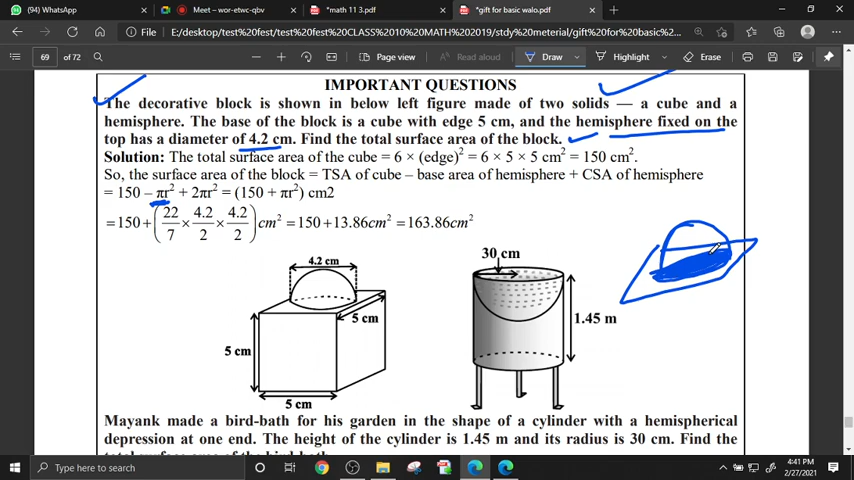 (94) WhatsApp
Meet – wor-etwc-qbv
*math 11 3.pdf
*gift for basic walo.pdf
File | E:/desktop/test%20fest/test%20fest/CLASS%2010%20MATH%202019/stdy%20meterial/gift%20for%20basic%...
69 of 72
Page view
Read aloud
Draw
Highlight
Erase
IMPORTANT QUESTIONS
The decorative block is shown in below left figure made of two solids — a cube and a
hemisphere. The base of the block is a cube with edge 5 cm, and the hemisphere fixed on the
top has a diameter of 4.2 cm. Find the total surface area of the block.
Solution: The total surface area of the cube = 6 × (edge)² = 6 × 5 × 5 cm² = 150 cm².
So, the surface area of the block = TSA of cube – base area of hemisphere + CSA of hemisphere
= 150 – πr² + 2πr² = (150 + πr²) cm2
= 150 + (22/7 × 4.2/2 × 4.2/2) cm² = 150 + 13.86cm² = 163.86cm²
4.2 cm
30 cm
5 cm
1.45 m
5 cm
5 cm
Mayank made a bird-bath for his garden in the shape of a cylinder with a hemispherical
depression at one end. The height of the cylinder is 1.45 m and its radius is 30 cm. Find the
total surface area of the bird-bath
Type here to search
4:41 PM
2/27/2021